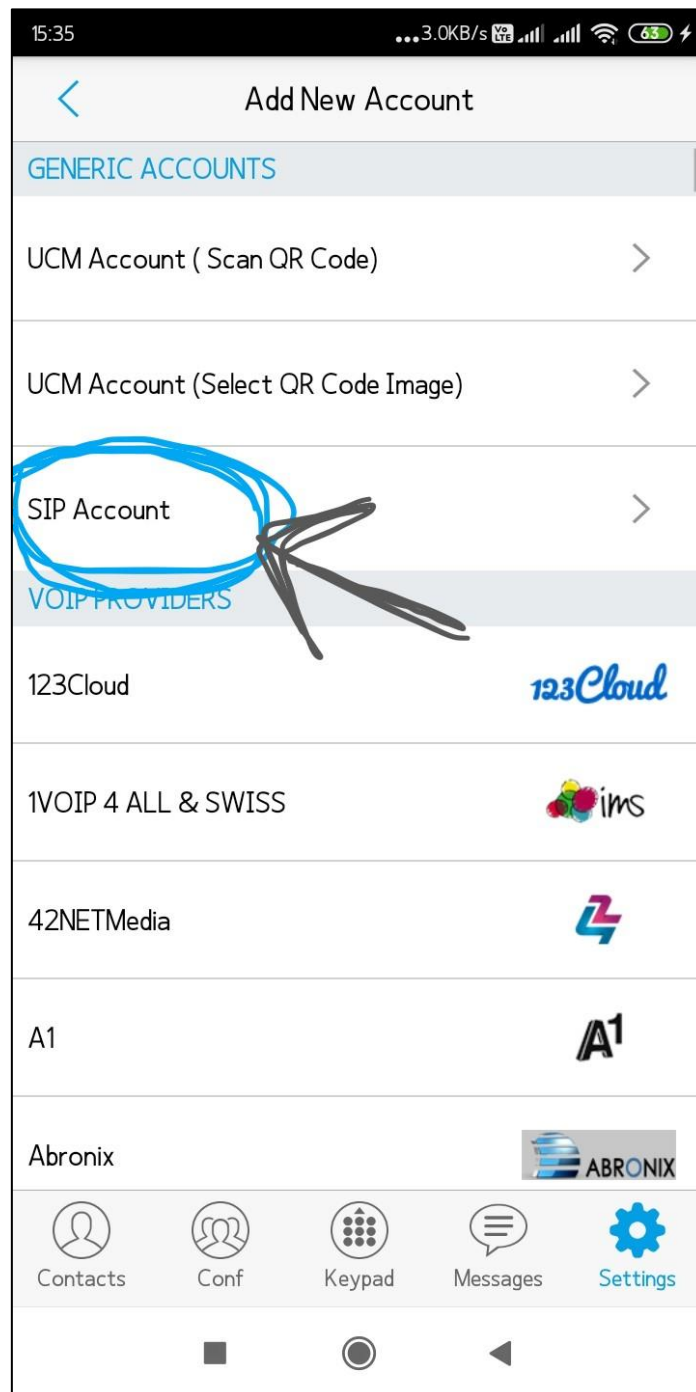 15:35 ...3.0KB/s Vo LTE 63
Add New Account
GENERIC ACCOUNTS
UCM Account ( Scan QR Code)
UCM Account (Select QR Code Image)
SIP Account
VOIP PROVIDERS
123Cloud 123Cloud
1VOIP 4 ALL & SWISS ims
42NETMedia
A1 A1
Abronix ABRONIX
Contacts Conf Keypad Messages Settings